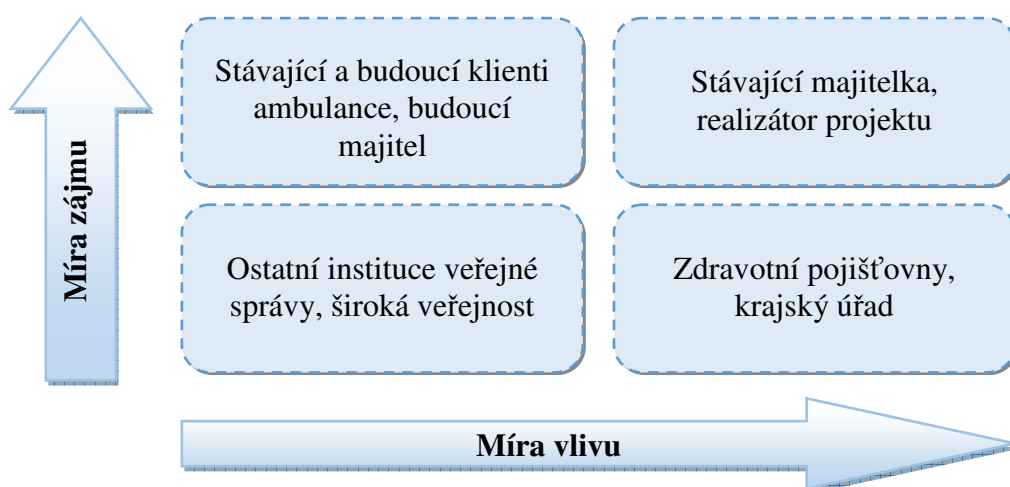 Míra zájmu
Stávající a budoucí klienti
ambulance, budoucí
majitel
Stávající majitelka,
realizátor projektu
Ostatní instituce veřejné
správy, široká veřejnost
Zdravotní pojišťovny,
krajský úřad
Míra vlivu